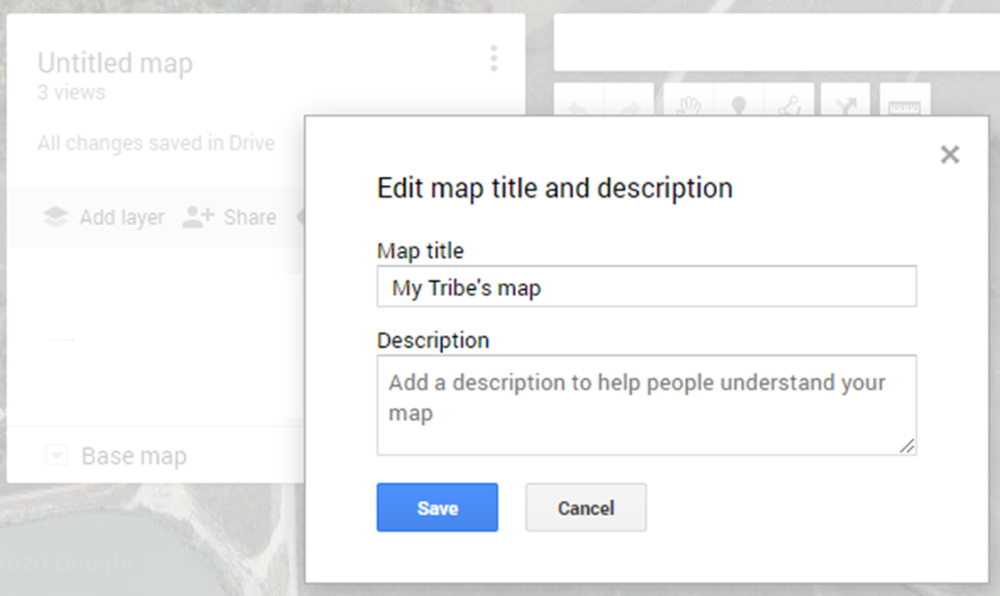 Untitled map
3 views
All changes saved in Drive
Add layer Share
Base map
Edit map title and description
Map title
My Tribe's map
Description
Add a description to help people understand your
map
Save Cancel
2020 Google